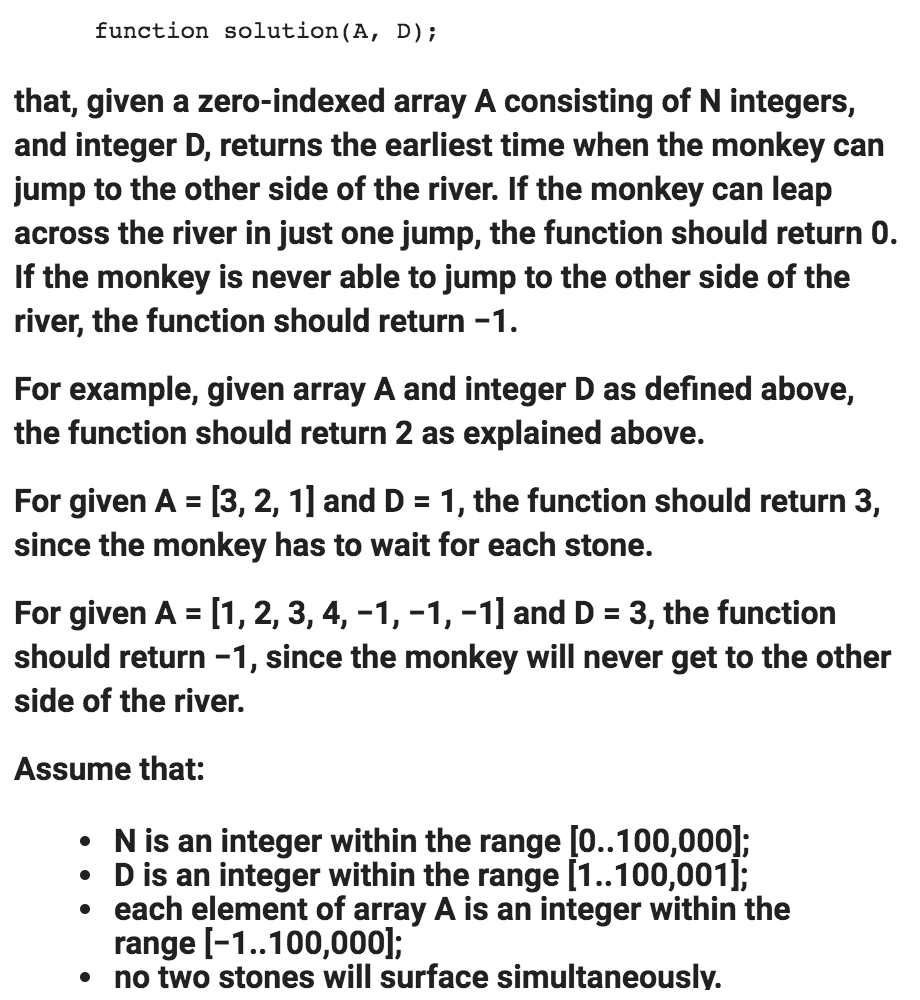 function solution(A, D);
that, given a zero-indexed array A consisting of N integers,
and integer D, returns the earliest time when the monkey can
jump to the other side of the river. If the monkey can leap
across the river in just one jump, the function should return 0.
If the monkey is never able to jump to the other side of the
river, the function should return −1.
For example, given array A and integer D as defined above,
the function should return 2 as explained above.
For given A = [3, 2, 1] and D = 1, the function should return 3,
since the monkey has to wait for each stone.
For given A = [1, 2, 3, 4, −1, −1, −1] and D = 3, the function
should return −1, since the monkey will never get to the other
side of the river.
Assume that:
• N is an integer within the range [0..100,000];
• D is an integer within the range [1..100,001];
• each element of array A is an integer within the
range [−1..100,000];
• no two stones will surface simultaneously.